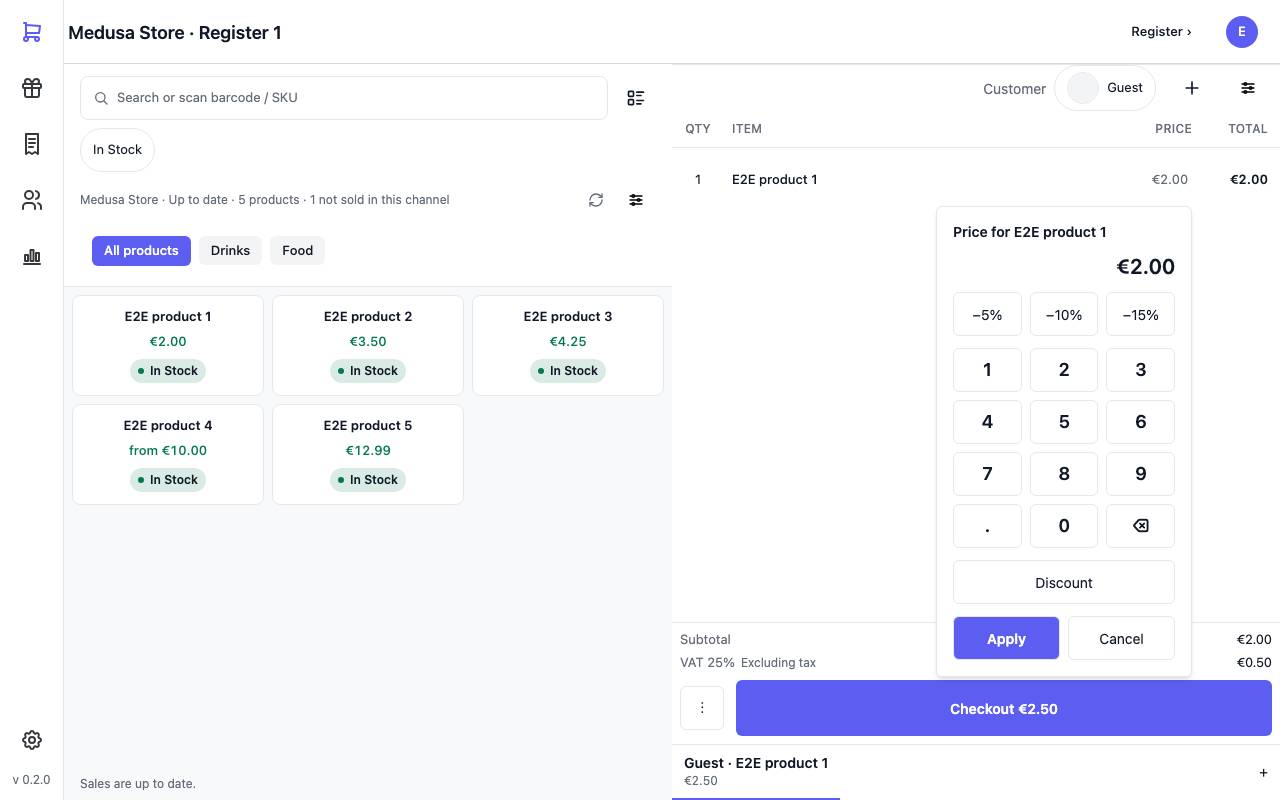 Medusa Store · Register 1
Register ›
E
Search or scan barcode / SKU
In Stock
Medusa Store · Up to date · 5 products · 1 not sold in this channel
All products
Drinks
Food
E2E product 1
€2.00
In Stock
E2E product 2
€3.50
In Stock
E2E product 3
€4.25
In Stock
E2E product 4
from €10.00
In Stock
E2E product 5
€12.99
In Stock
Sales are up to date.
v 0.2.0
Customer
Guest
QTY ITEM PRICE TOTAL
1 E2E product 1 €2.00 €2.00
Price for E2E product 1
€2.00
−5% −10% −15%
1 2 3
4 5 6
7 8 9
. 0
Discount
Apply Cancel
Subtotal €2.00
VAT 25% Excluding tax €0.50
Checkout €2.50
Guest · E2E product 1
€2.50
+